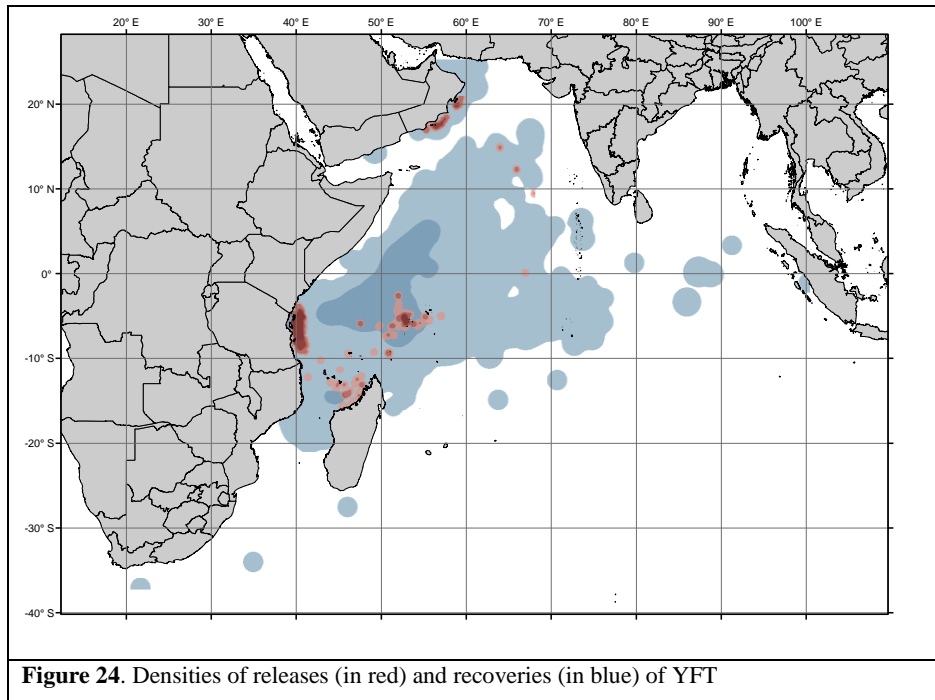 20° E 30° E 40° E 50° E 60° E 70° E 80° E 90° E 100° E
20° N
10° N
0°
-10° S
-20° S
-30° S
-40° S
Figure 24. Densities of releases (in red) and recoveries (in blue) of YFT